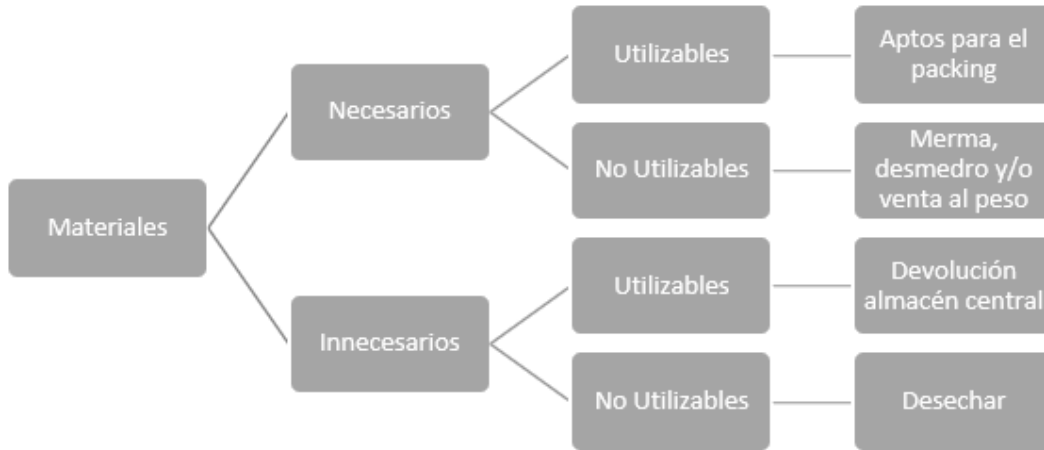 Materiales
Necesarios
Utilizables
Aptos para el
packing
No Utilizables
Merma,
desmedro y/o
venta al peso
Innecesarios
Utilizables
Devolución
almacén central
No Utilizables
Desechar